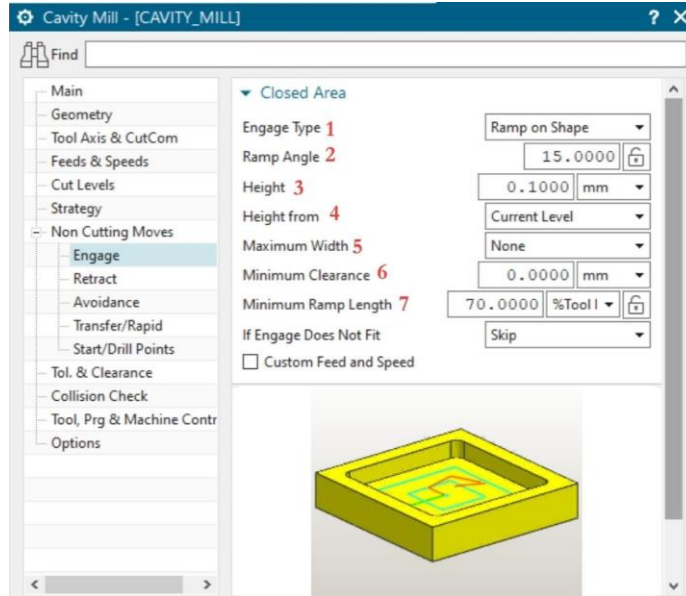 Cavity Mill - [CAVITY_MILL] ? X
Find
Main
Geometry
Tool Axis & CutCom
Feeds & Speeds
Cut Levels
Strategy
Non Cutting Moves
Engage
Retract
Avoidance
Transfer/Rapid
Start/Drill Points
Tol. & Clearance
Collision Check
Tool, Prg & Machine Contr
Options
Closed Area
Engage Type 1 Ramp on Shape
Ramp Angle 2 15.0000
Height 3 0.1000 mm
Height from 4 Current Level
Maximum Width 5 None
Minimum Clearance 6 0.0000 mm
Minimum Ramp Length 7 70.0000 %Tool I
If Engage Does Not Fit Skip
Custom Feed and Speed